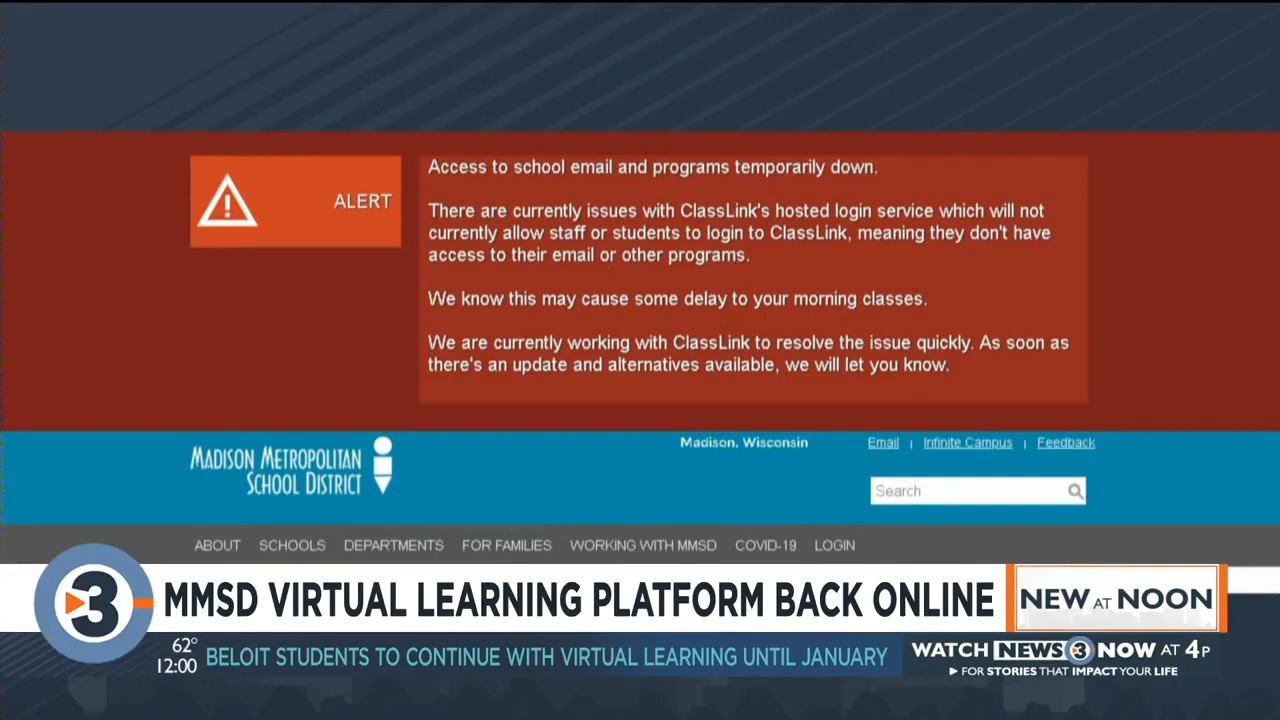 ALERT
Access to school email and programs temporarily down.
There are currently issues with ClassLink's hosted login service which will not
currently allow staff or students to login to ClassLink, meaning they don't have
access to their email or other programs.
We know this may cause some delay to your morning classes.
We are currently working with ClassLink to resolve the issue quickly. As soon as
there's an update and alternatives available, we will let you know.
MADISON METROPOLITAN
SCHOOL DISTRICT
Madison, Wisconsin
Email | Infinite Campus | Feedback
Search
ABOUT SCHOOLS DEPARTMENTS FOR FAMILIES WORKING WITH MMSD COVID-19 LOGIN
3
MMSD VIRTUAL LEARNING PLATFORM BACK ONLINE
NEW AT NOON
62°
12:00
BELOIT STUDENTS TO CONTINUE WITH VIRTUAL LEARNING UNTIL JANUARY
WATCH NEWS 3 NOW AT 4P
FOR STORIES THAT IMPACT YOUR LIFE